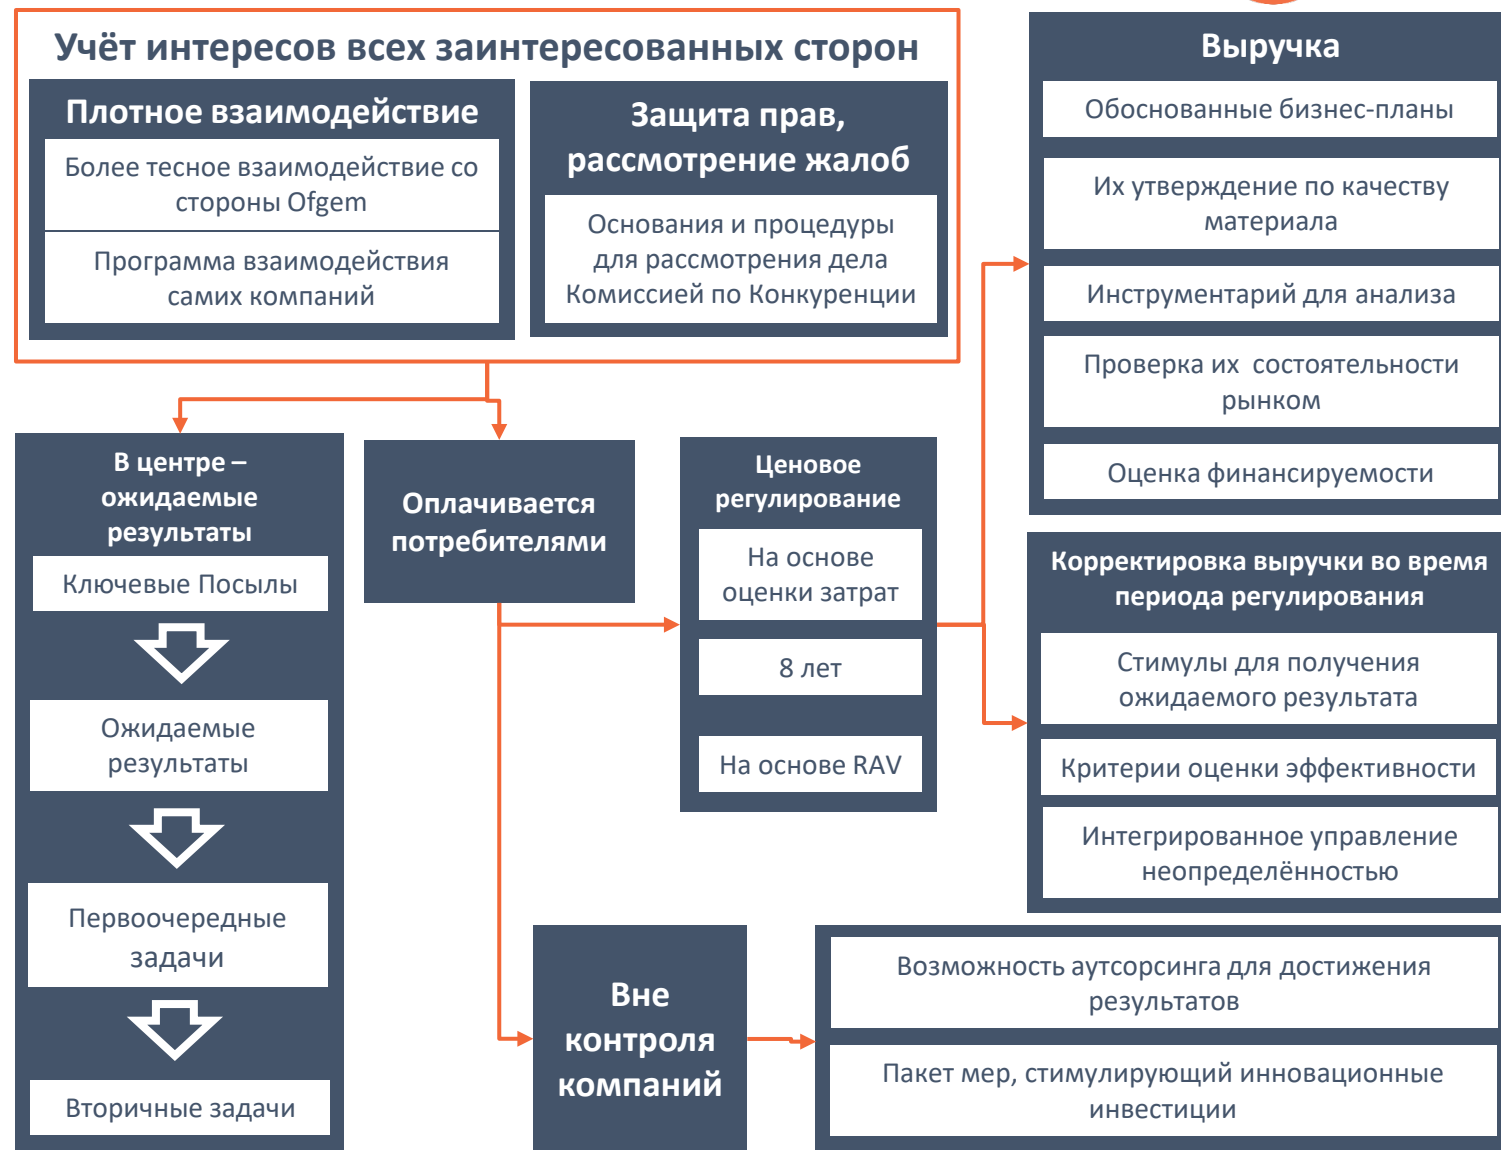 Учёт интересов всех заинтересованных сторон
Плотное взаимодействие
Более тесное взаимодействие со
стороны Ofgem
Программа взаимодействия
самих компаний
Защита прав,
рассмотрение жалоб
Основания и процедуры
для рассмотрения дела
Комиссией по Конкуренции
В центре –
ожидаемые
результаты
Ключевые Посылы
Ожидаемые
результаты
Первоочередные
задачи
Вторичные задачи
Оплачивается
потребителями
Ценовое
регулирование
На основе
оценки затрат
8 лет
На основе RAV
Выручка
Обоснованные бизнес-планы
Их утверждение по качеству
материала
Инструментарий для анализа
Проверка их состоятельности
рынком
Оценка финансируемости
Корректировка выручки во время
периода регулирования
Стимулы для получения
ожидаемого результата
Критерии оценки эффективности
Интегрированное управление
неопределённостью
Вне
контроля
компаний
Возможность аутсорсинга для достижения
результатов
Пакет мер, стимулирующий инновационные
инвестиции